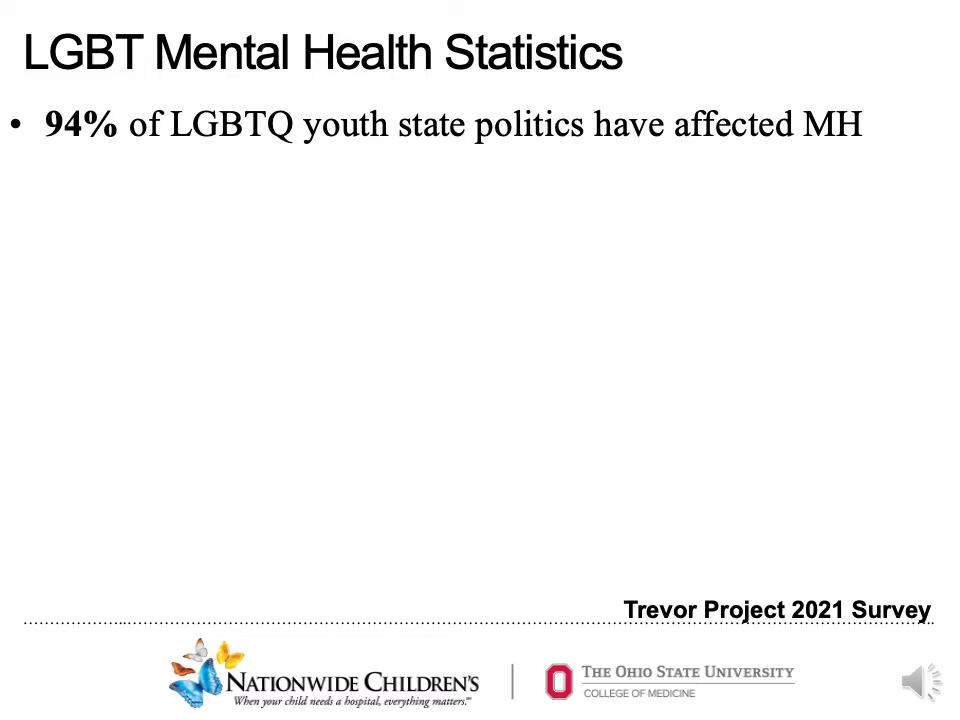 LGBT Mental Health Statistics
• 94% of LGBTQ youth state politics have affected MH
Trevor Project 2021 Survey
NATIONWIDE CHILDREN'S
When your child needs a hospital, everything matters.℠
THE OHIO STATE UNIVERSITY
COLLEGE OF MEDICINE